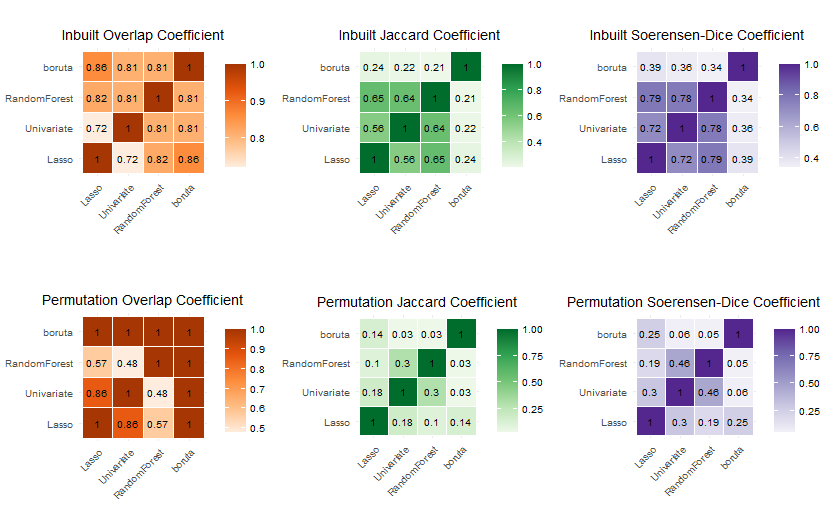 Inbuilt Overlap Coefficient
boruta 0.86 0.81 0.81 1
RandomForest 0.82 0.81 1 0.81
Univariate 0.72 1 0.81 0.81
Lasso 1 0.72 0.82 0.86
Lasso Univariate RandomForest boruta
1.0
0.9
0.8
Inbuilt Jaccard Coefficient
boruta 0.24 0.22 0.21 1
RandomForest 0.65 0.64 1 0.21
Univariate 0.56 1 0.64 0.22
Lasso 1 0.56 0.65 0.24
Lasso Univariate RandomForest boruta
1.0
0.8
0.6
0.4
Inbuilt Soerensen-Dice Coefficient
boruta 0.39 0.36 0.34 1
RandomForest 0.79 0.78 1 0.34
Univariate 0.72 1 0.78 0.36
Lasso 1 0.72 0.79 0.39
Lasso Univariate RandomForest boruta
1.0
0.8
0.6
0.4
Permutation Overlap Coefficient
boruta 1 1 1 1
RandomForest 0.57 0.48 1 1
Univariate 0.86 1 0.48 1
Lasso 1 0.86 0.57 1
Lasso Univariate RandomForest boruta
1.0
0.9
0.8
0.7
0.6
0.5
Permutation Jaccard Coefficient
boruta 0.14 0.03 0.03 1
RandomForest 0.1 0.3 1 0.03
Univariate 0.18 1 0.3 0.03
Lasso 1 0.18 0.1 0.14
Lasso Univariate RandomForest boruta
1.00
0.75
0.50
0.25
Permutation Soerensen-Dice Coefficient
boruta 0.25 0.06 0.05 1
RandomForest 0.19 0.46 1 0.05
Univariate 0.3 1 0.46 0.06
Lasso 1 0.3 0.19 0.25
Lasso Univariate RandomForest boruta
1.00
0.75
0.50
0.25